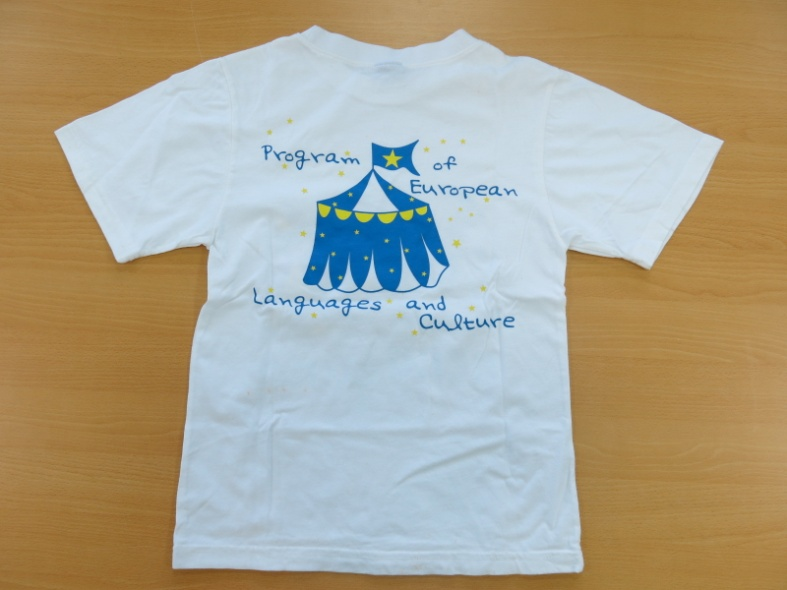 Program of
European
Languages and
Culture